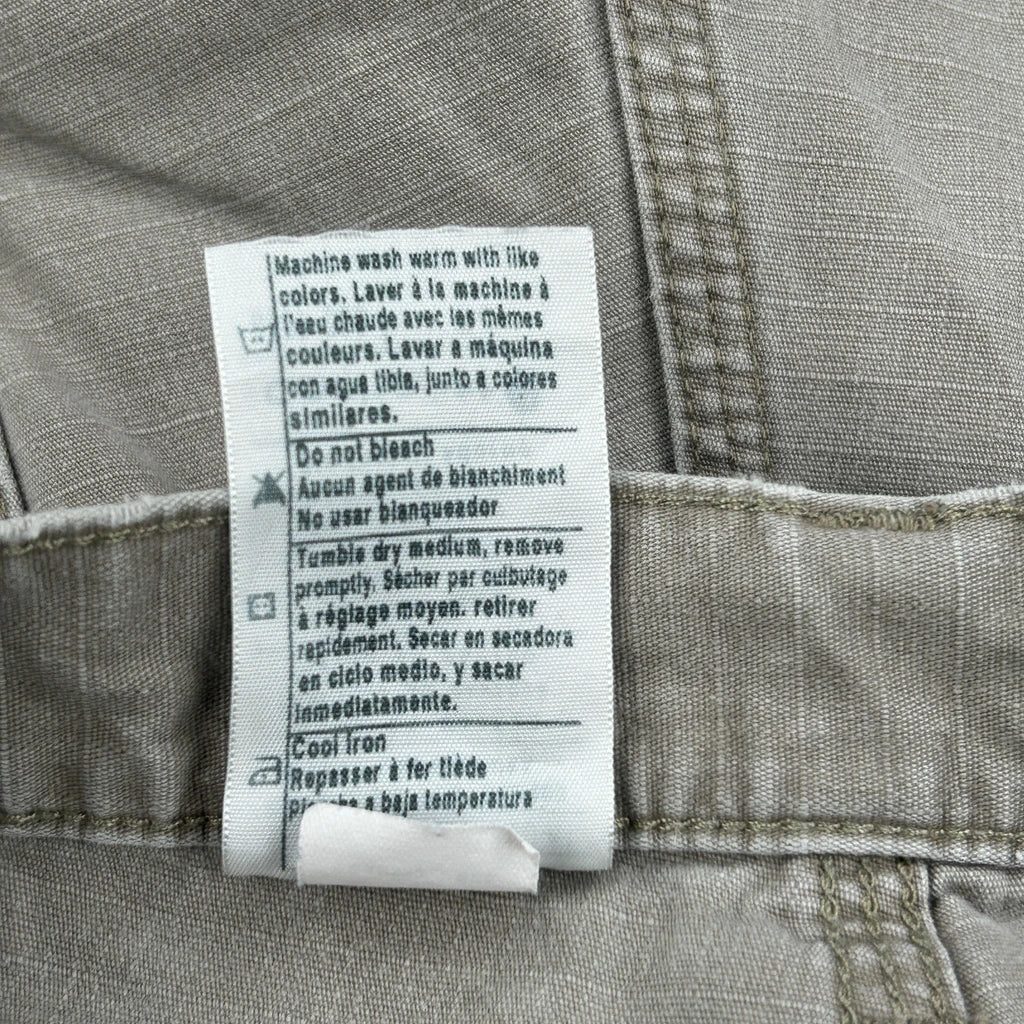 Machine wash warm with like
colors. Laver à la machine à
l'eau chaude avec les mêmes
couleurs. Lavar a máquina
con agua tibia, junto a colores
similares.
Do not bleach
Aucun agent de blanchiment
No usar blanqueador
Tumble dry medium, remove
promptly. Sécher par culbutage
à réglage moyen. retirer
rapidement. Secar en secadora
en ciclo medio, y sacar
inmediatamente.
Cool Iron
Repasser à fer tiède
a baja temperatura